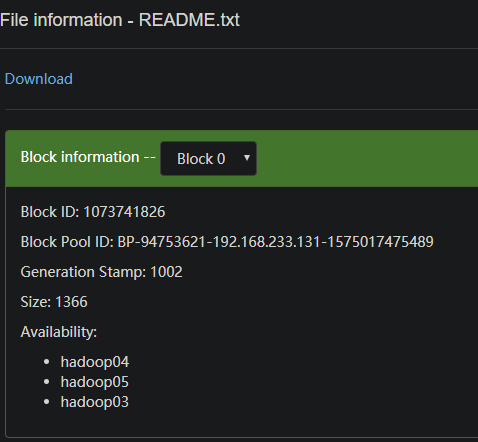 File information - README.txt
Download
Block information -- Block 0
Block ID: 1073741826
Block Pool ID: BP-94753621-192.168.233.131-1575017475489
Generation Stamp: 1002
Size: 1366
Availability:
hadoop04
hadoop05
hadoop03